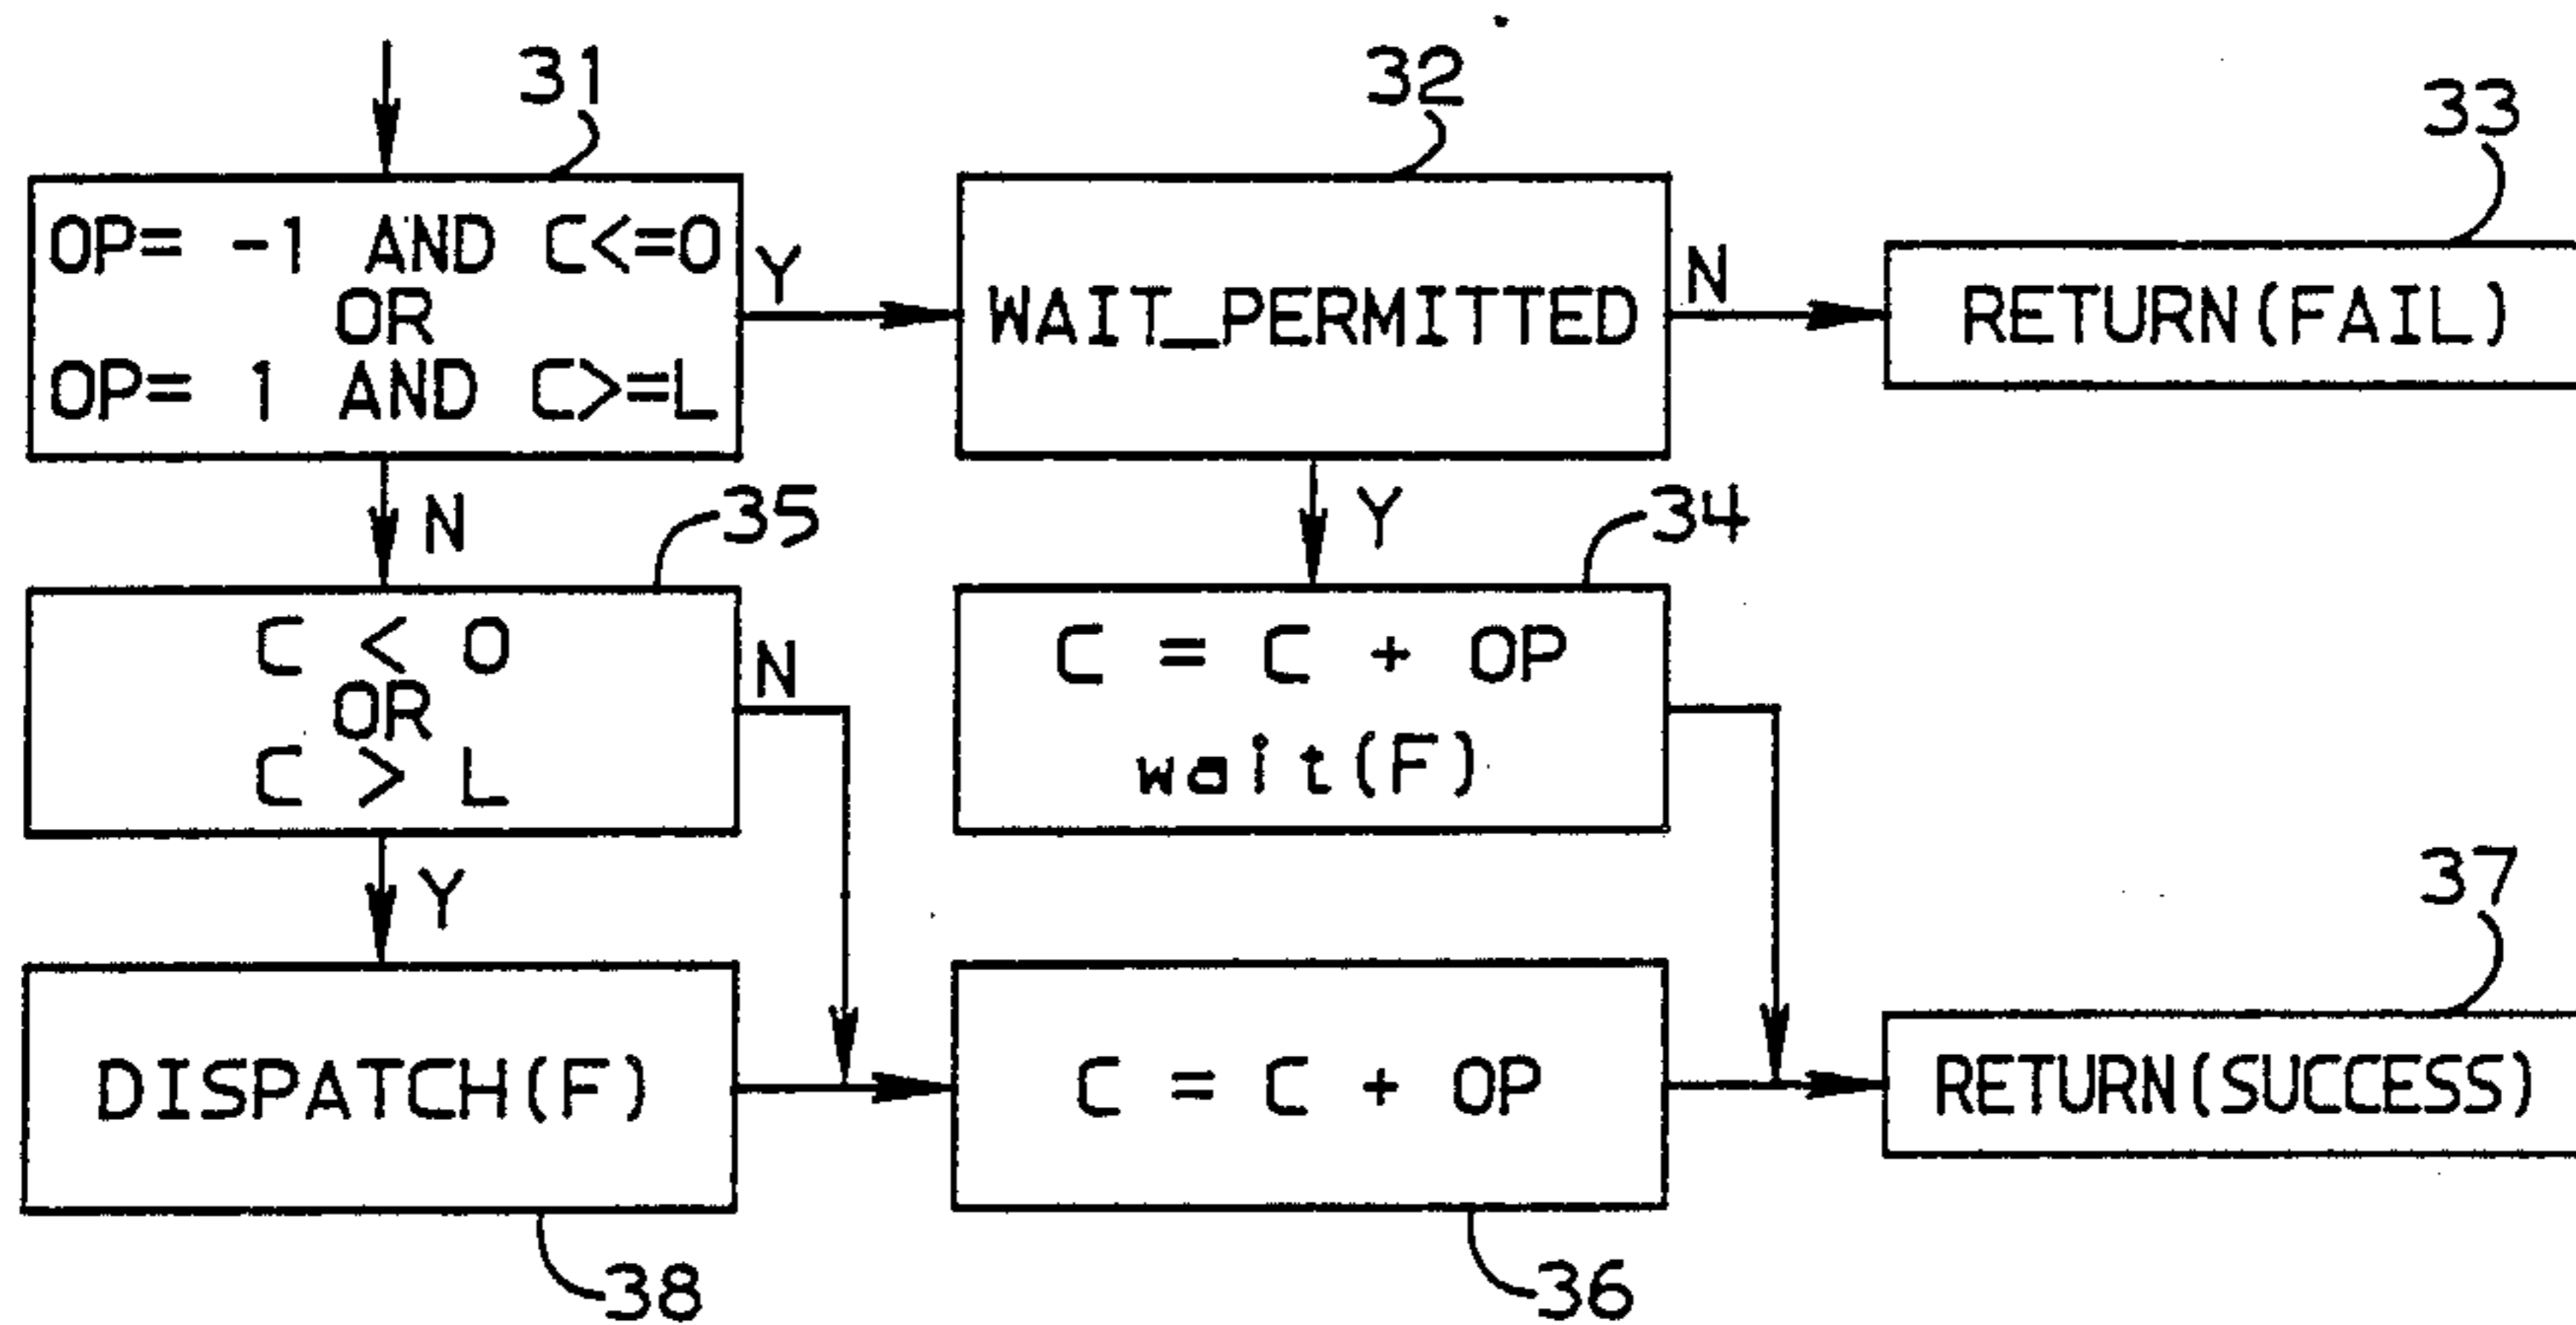 31
32
33
OP= -1 AND C<=0
OR
OP= 1 AND C>=L
Y
WAIT_PERMITTED
N
RETURN(FAIL)
N
35
Y
34
C < 0
OR
C > L
N
C = C + OP
wait(F)
Y
37
DISPATCH(F)
C = C + OP
RETURN(SUCCESS)
38
36